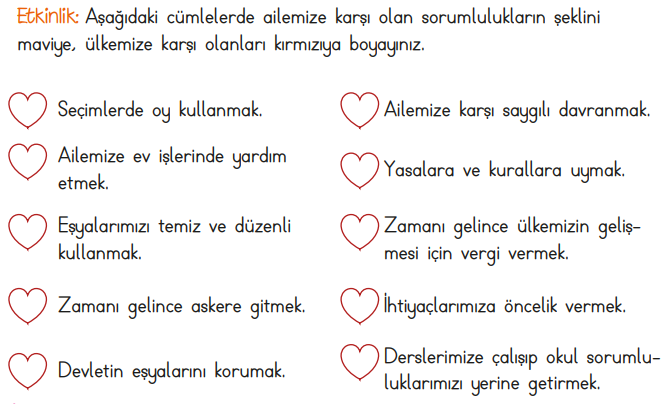 Etkinlik: Aşağıdaki cümlelerde ailemize karşı olan sorumlulukların şeklini
maviye, ülkemize karşı olanları kırmızıya boyayınız.
Seçimlerde oy kullanmak.
Ailemize ev işlerinde yardım
etmek.
Eşyalarımızı temiz ve düzenli
kullanmak.
Zamanı gelince askere gitmek.
Devletin eşyalarını korumak.
Ailemize karşı saygılı davranmak.
Yasalara ve kurallara uymak.
Zamanı gelince ülkemizin geliş-
mesi için vergi vermek.
İhtiyaçlarımıza öncelik vermek.
Derslerimize çalışıp okul sorumlu-
luklarımızı yerine getirmek.